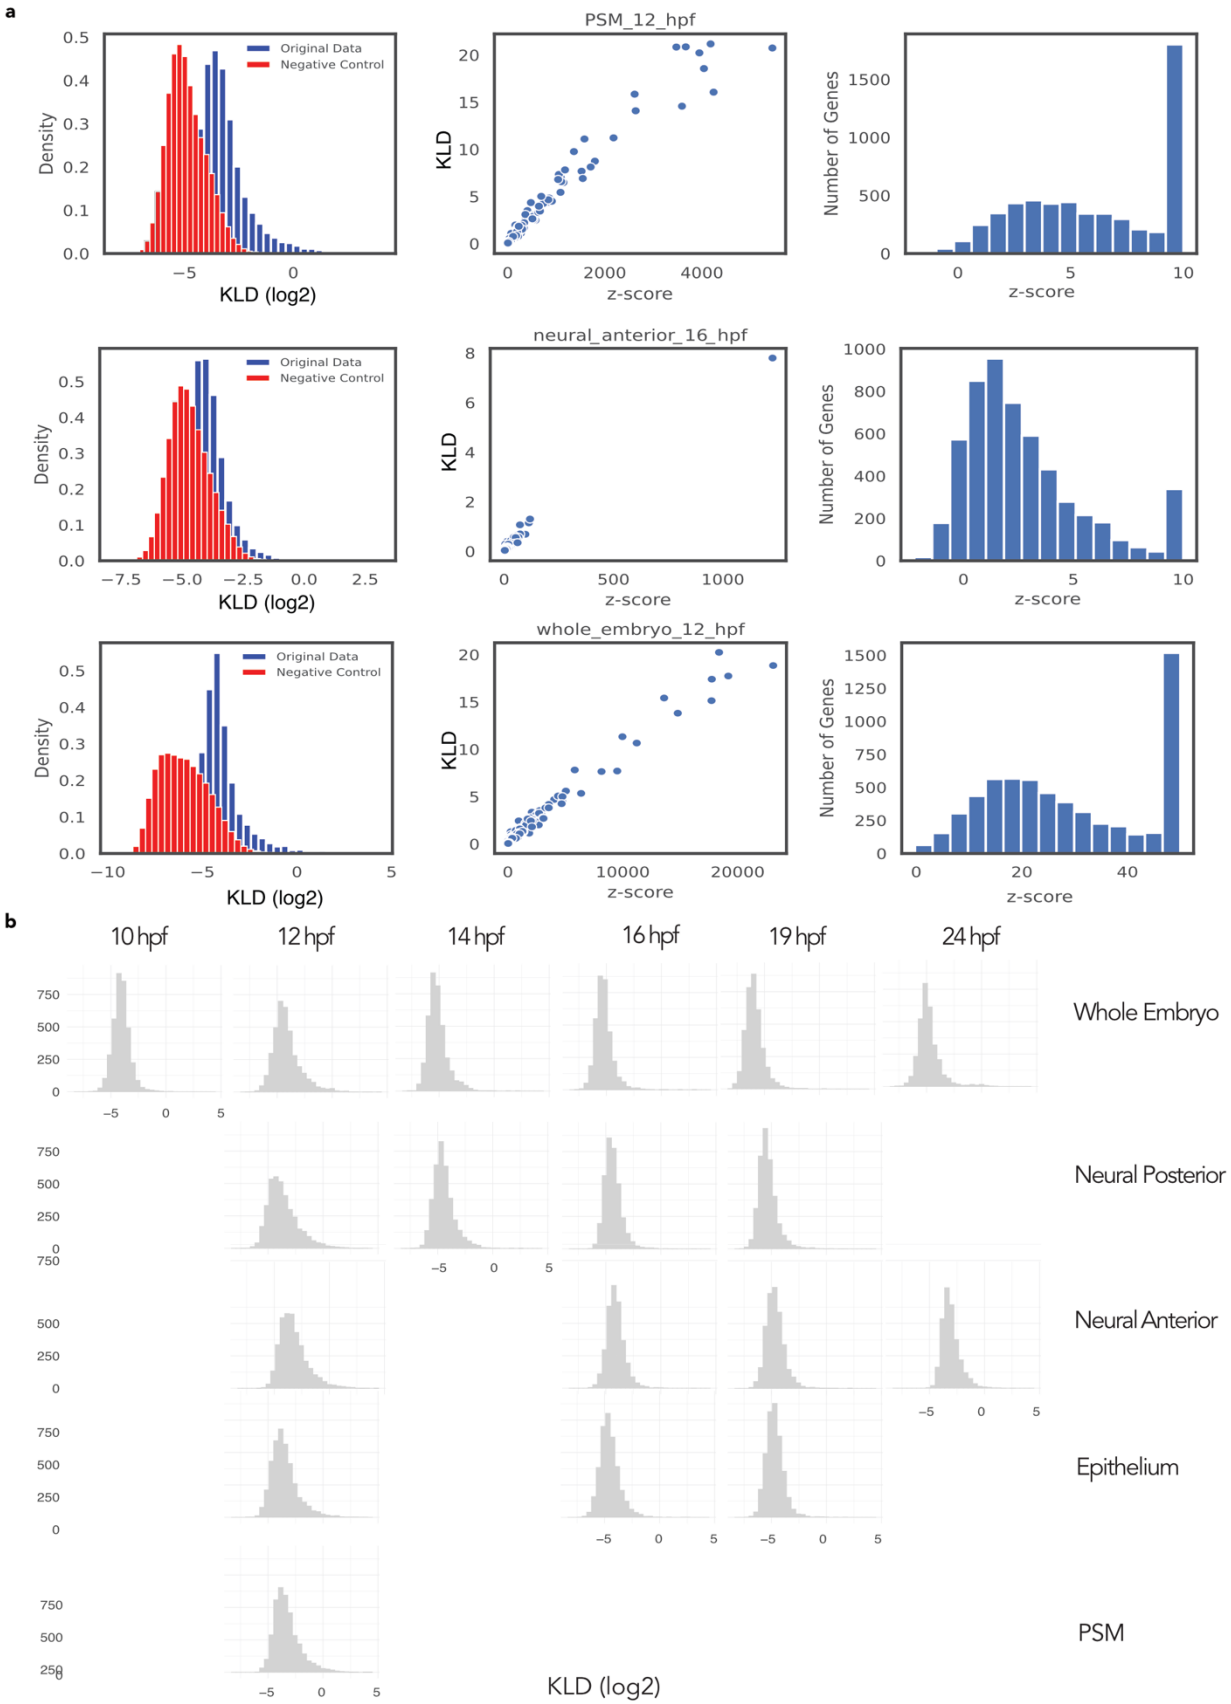 a
PSM_12_hpf
0.5
0.4
0.3
0.2
0.1
0.0
Density
Original Data
Negative Control
−5 0
KLD (log2)
20
15
10
5
0
KLD
0 2000 4000
z-score
1500
1000
500
0
Number of Genes
0 5 10
z-score
neural_anterior_16_hpf
0.5
0.4
0.3
0.2
0.1
0.0
Density
Original Data
Negative Control
−7.5 −5.0 −2.5 0.0 2.5
KLD (log2)
8
6
4
2
0
KLD
0 500 1000
z-score
1000
800
600
400
200
0
Number of Genes
0 5 10
z-score
whole_embryo_12_hpf
0.5
0.4
0.3
0.2
0.1
0.0
Density
Original Data
Negative Control
−10 −5 0 5
KLD (log2)
20
15
10
5
0
KLD
0 10000 20000
z-score
1500
1250
1000
750
500
250
0
Number of Genes
0 20 40
z-score
b
10 hpf 12 hpf 14 hpf 16 hpf 19 hpf 24 hpf
750
500
250
0
Whole Embryo
−5 0 5
750
500
250
0
Neural Posterior
−5 0 5
750
500
250
0
Neural Anterior
−5 0 5
750
500
250
0
Epithelium
−5 0 5 −5 0 5
750
500
250
0
PSM
−5 0 5
KLD (log2)